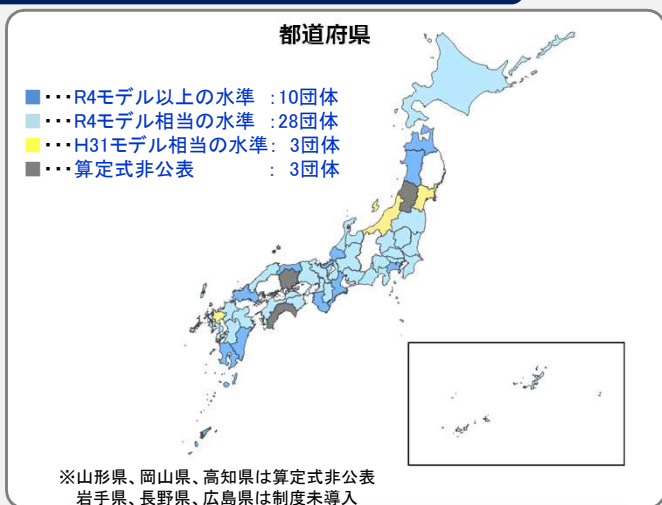 都道府県
■･･･R4モデル以上の水準 :10団体
■･･･R4モデル相当の水準 :28団体
■･･･H31モデル相当の水準: 3団体
■･･･算定式非公表 : 3団体
※山形県、岡山県、高知県は算定式非公表
岩手県、長野県、広島県は制度未導入